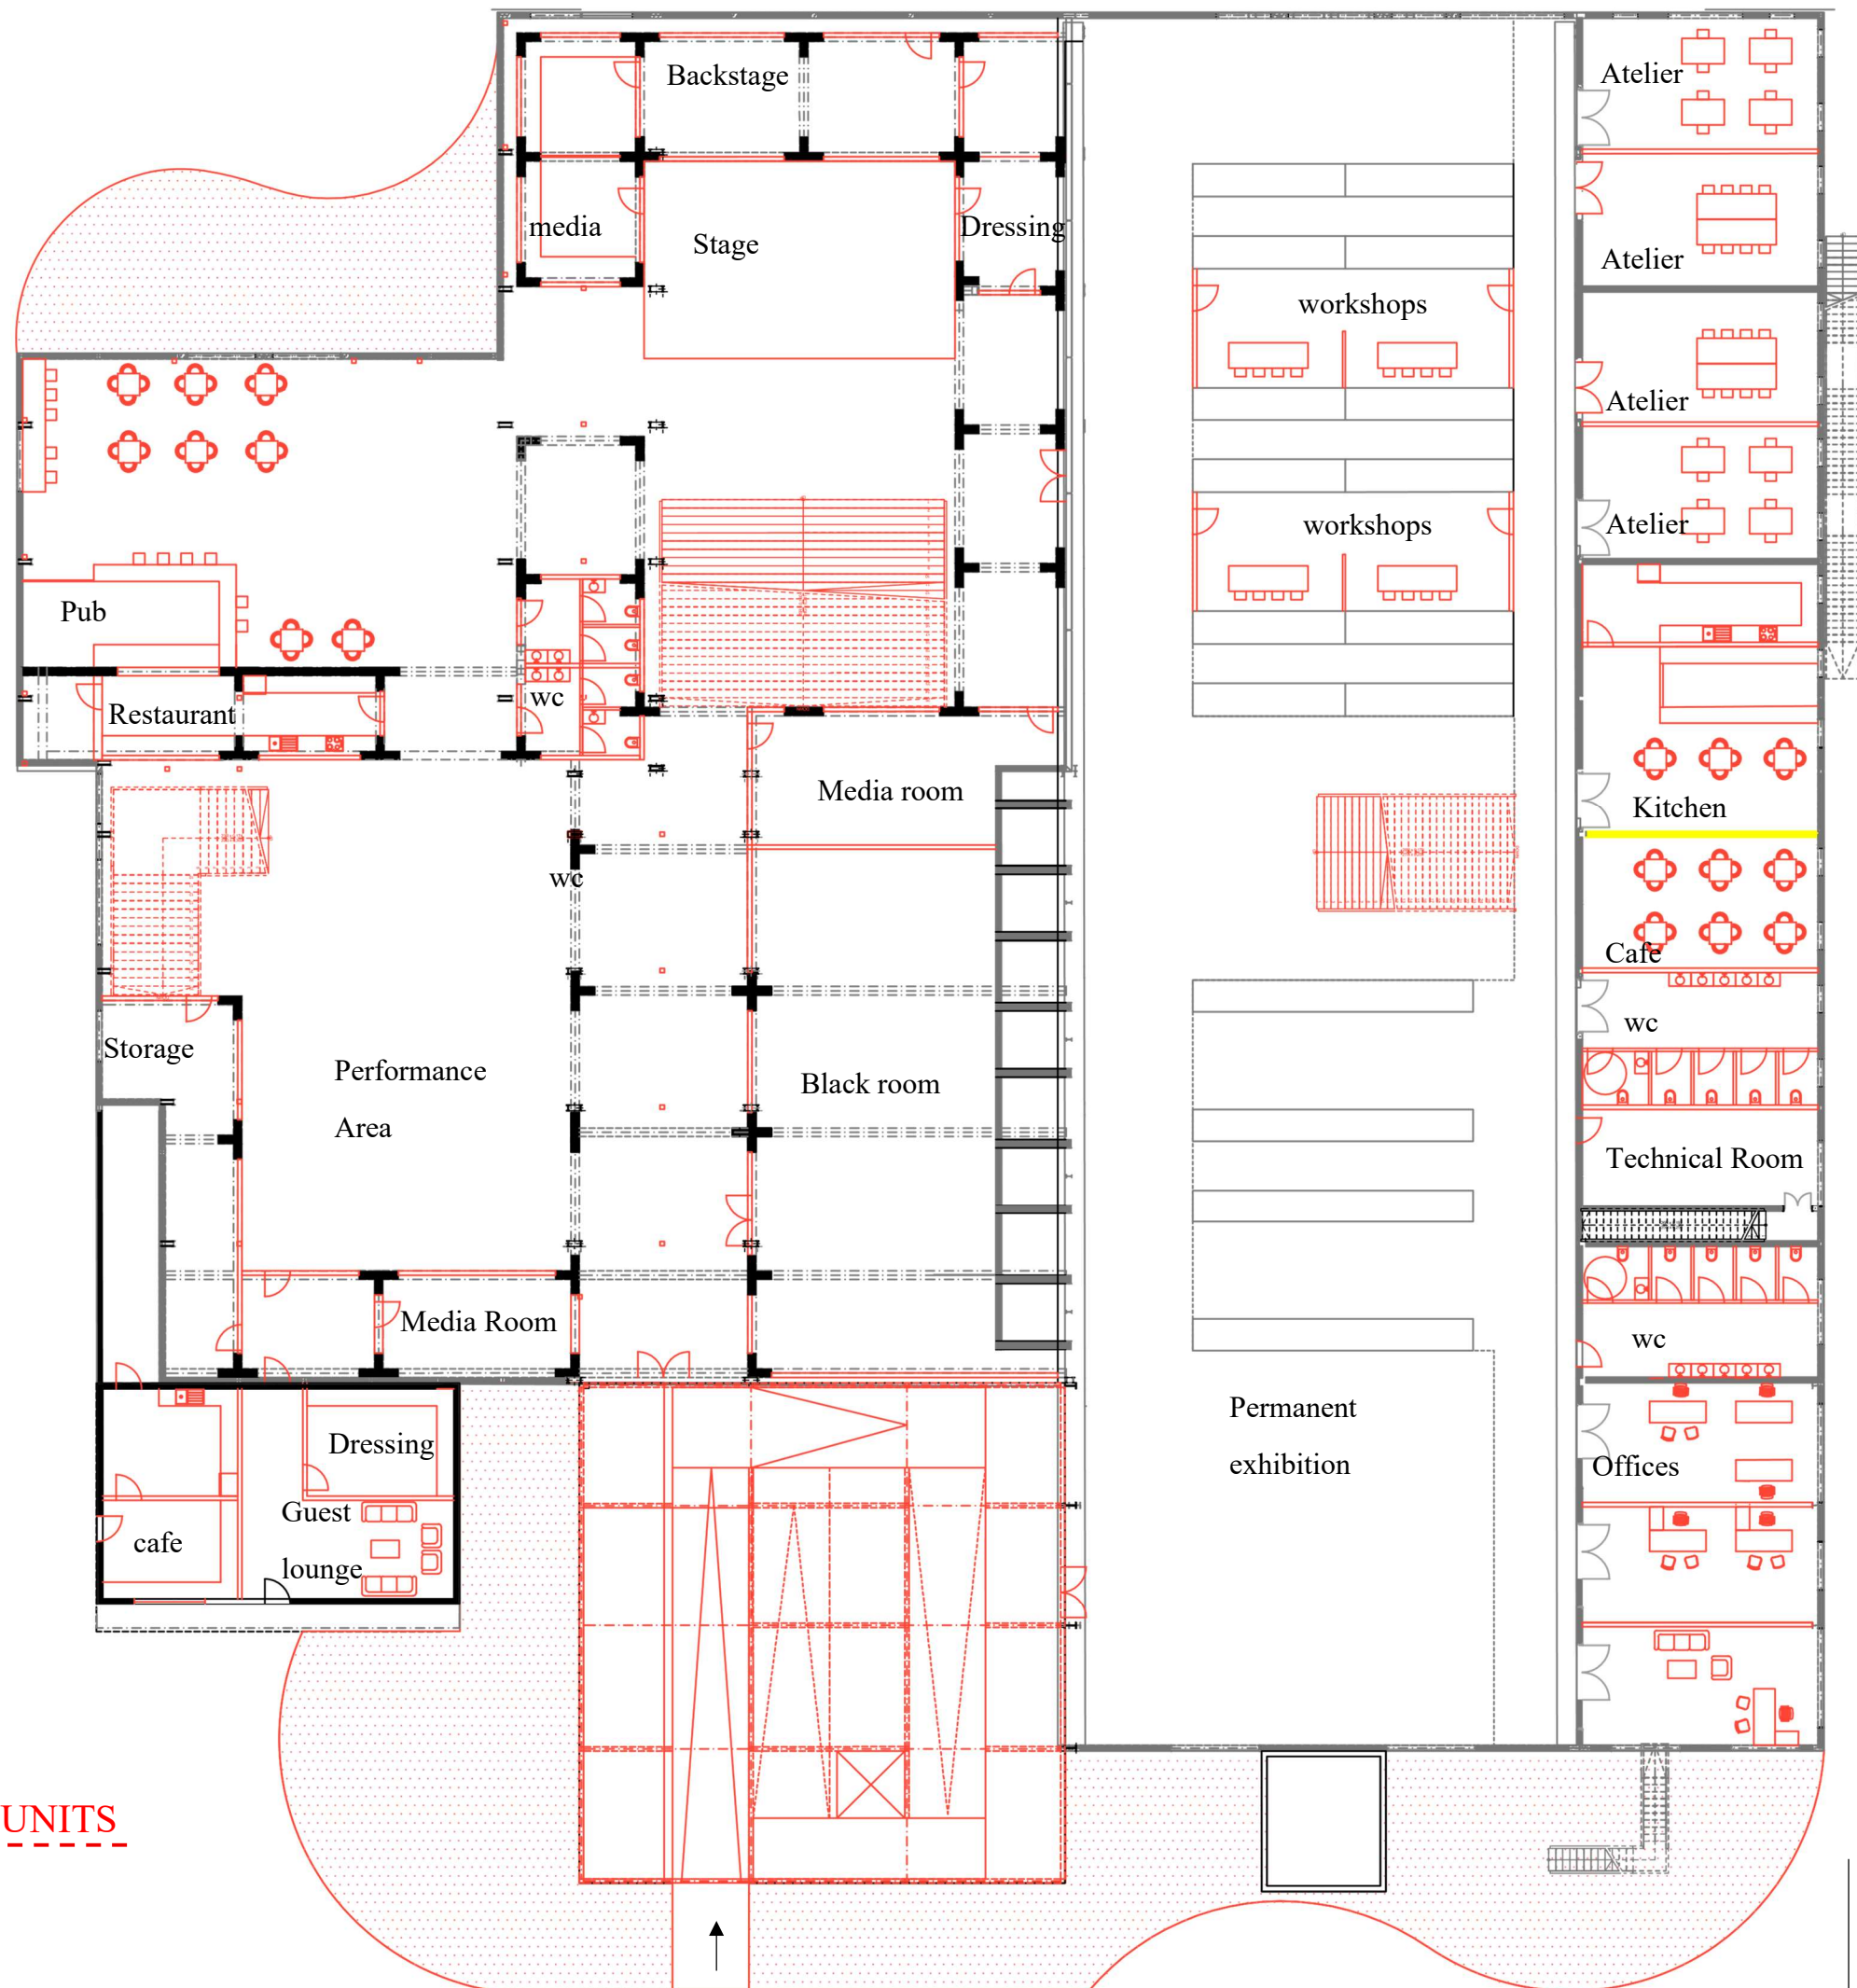 Backstage
Atelier
media
Stage
Dressing
Atelier
workshops
Atelier
workshops
Atelier
Pub
wc
Restaurant
Media room
Kitchen
wc
Cafe
wc
Storage
Performance
Area
Black room
Technical Room
Media Room
wc
Permanent
exhibition
Dressing
Offices
Guest
lounge
cafe
UNITS